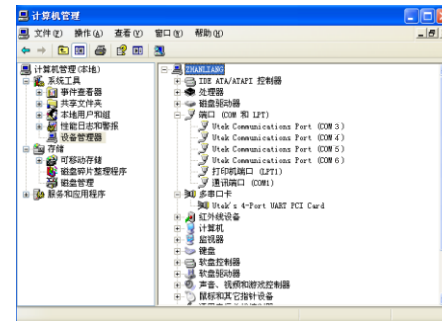 计算机管理
文件(F) 操作(A) 查看(V) 窗口(W) 帮助(H)
计算机管理(本地)
系统工具
事件查看器
共享文件夹
本地用户和组
性能日志和警报
设备管理器
存储
可移动存储
磁盘碎片整理程序
磁盘管理
服务和应用程序
ZHANLIANG
IDE ATA/ATAPI 控制器
处理器
磁盘驱动器
端口 (COM 和 LPT)
Utek Communications Port (COM3)
Utek Communications Port (COM4)
Utek Communications Port (COM5)
Utek Communications Port (COM6)
打印机端口 (LPT1)
通讯端口 (COM1)
多串口卡
Utek's 4-Port UART PCI Card
红外线设备
计算机
监视器
键盘
软盘控制器
软盘驱动器
声音、视频和游戏控制器
鼠标和其它指针设备